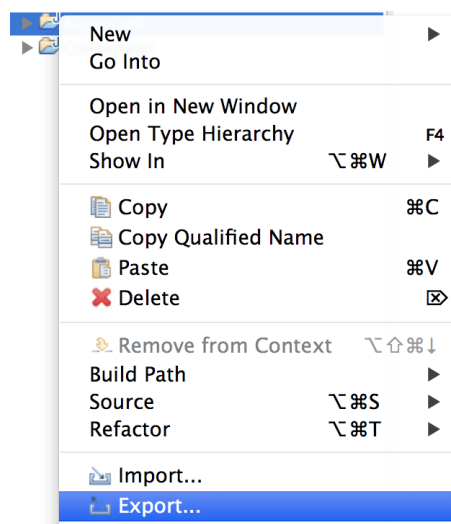 New
Go Into
Open in New Window
Open Type Hierarchy F4
Show In ⌥⌘W
Copy ⌘C
Copy Qualified Name
Paste ⌘V
Delete ⌦
Remove from Context ⌥⇧⌘↓
Build Path
Source ⌥⌘S
Refactor ⌥⌘T
Import...
Export...